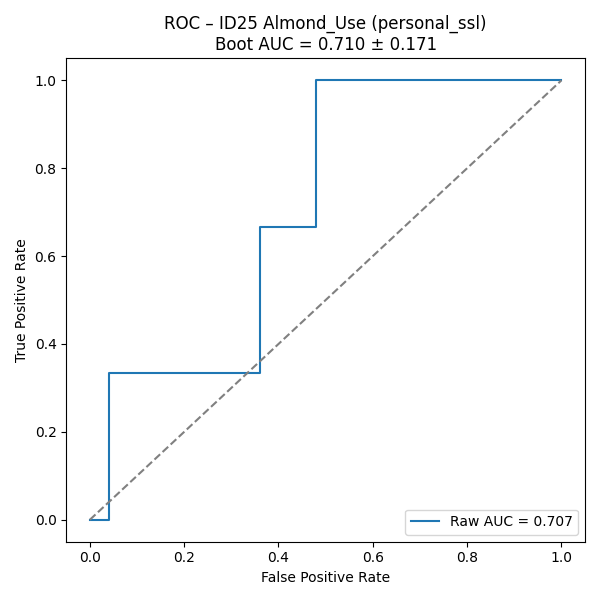 ROC – ID25 Almond_Use (personal_ssl)
Boot AUC = 0.710 ± 0.171
1.0
0.8
0.6
0.4
0.2
0.0
True Positive Rate
Raw AUC = 0.707
0.0
0.2
0.4
0.6
0.8
1.0
False Positive Rate